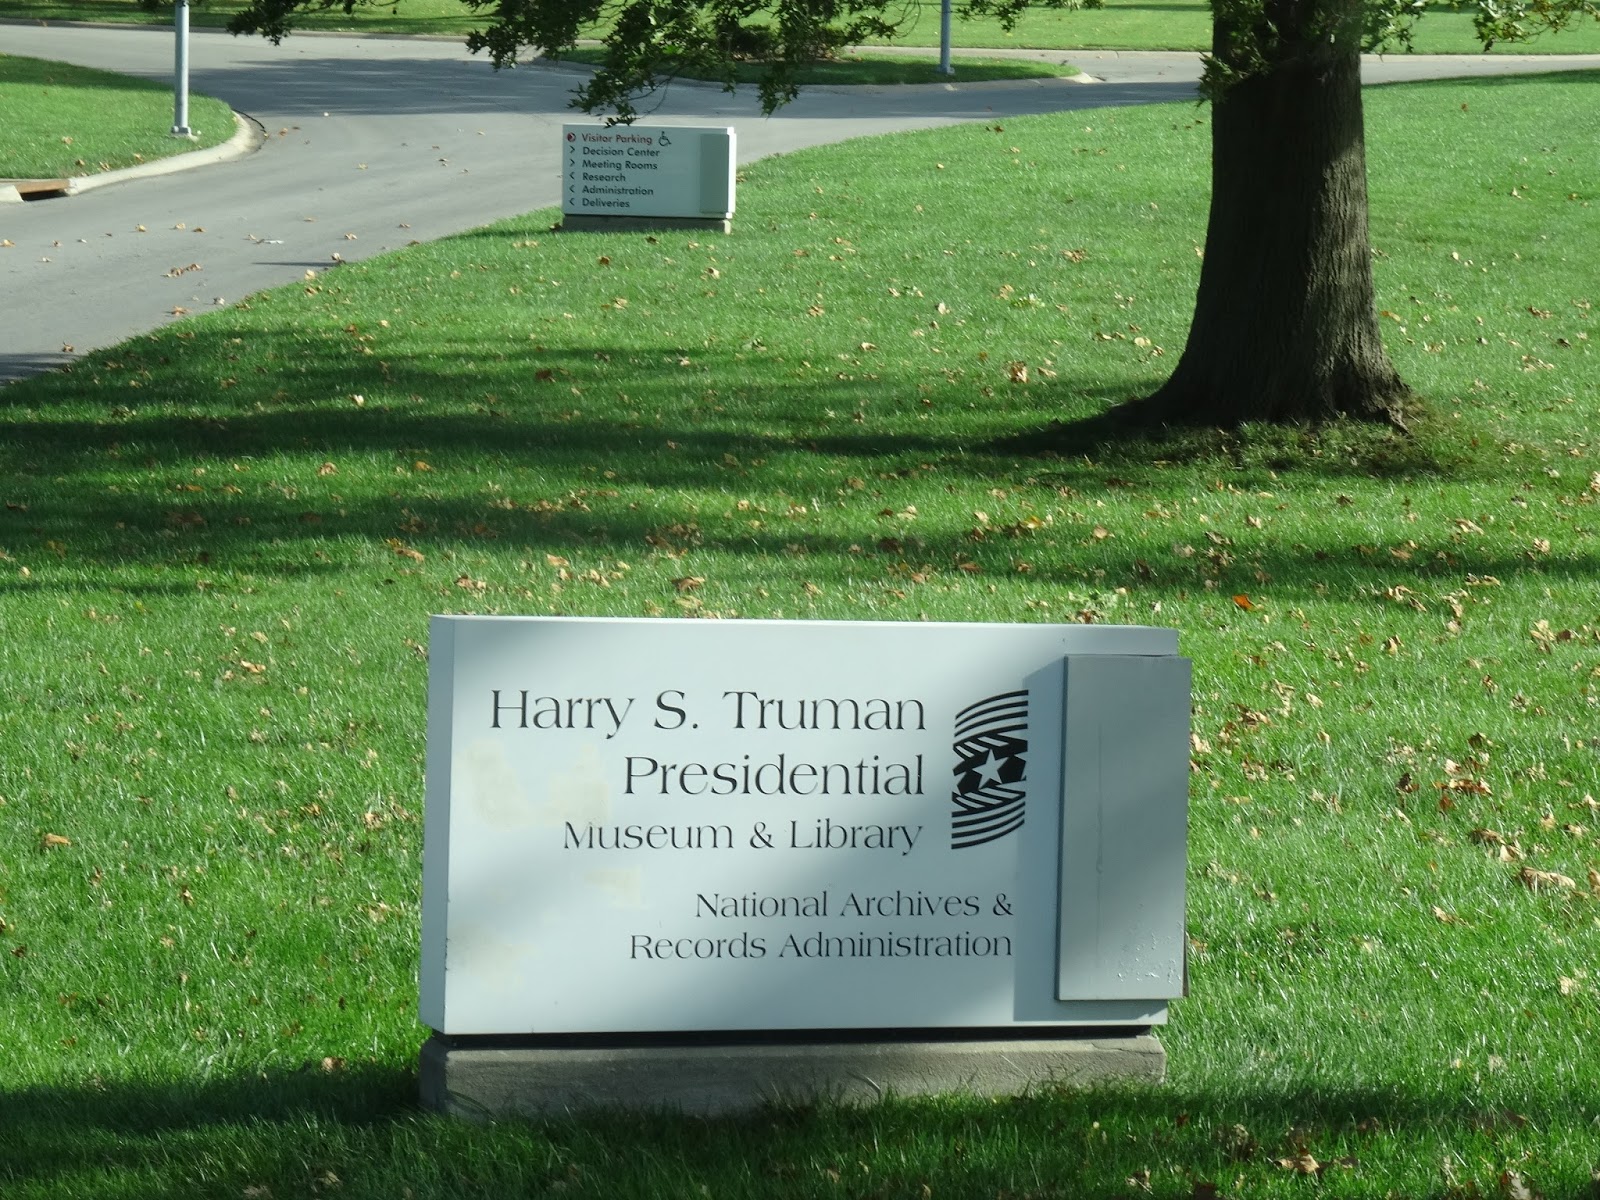 Visitor Parking
Decision Center
Meeting Rooms
Research
Administration
Deliveries
Harry S. Truman
Presidential
Museum & Library
National Archives &
Records Administration